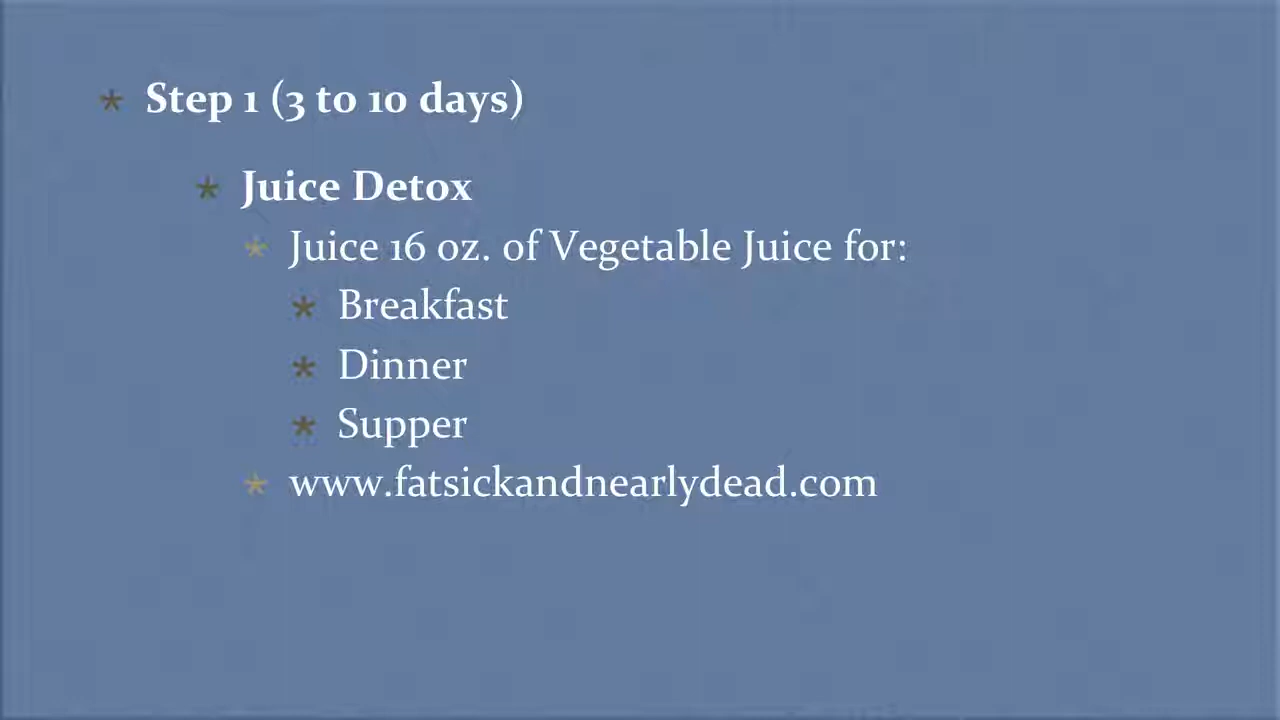 * Step 1 (3 to 10 days)
* Juice Detox
* Juice 16 oz. of Vegetable Juice for:
* Breakfast
* Dinner
* Supper
* www.fatsickandnearlydead.com